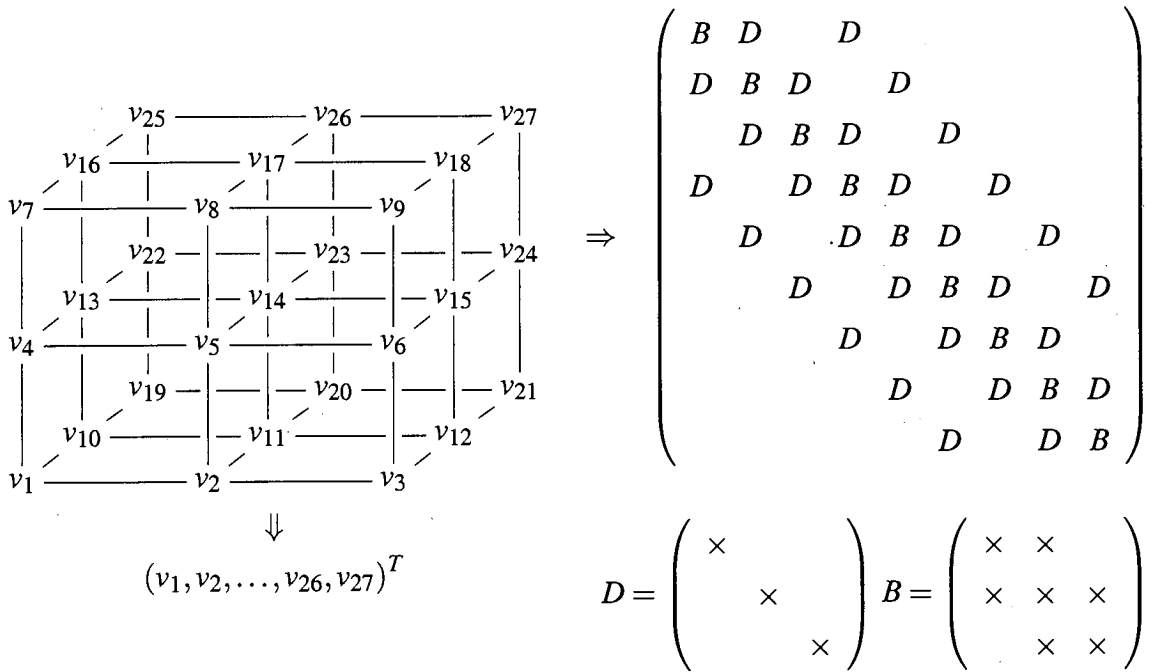 v25 v26 v27
v16 v17 v18
v7 v8 v9
v22 v23 v24
v13 v14 v15
v4 v5 v6
v19 v20 v21
v10 v11 v12
v1 v2 v3
⇓
(v1, v2, ..., v26, v27)^T
⇒
B D D
D B D D
D B D D
D D B D D
D D B D D
D D B D D
D D B D
D D B D
D D B
D = ( × × × ) B = ( × × × × × × × )